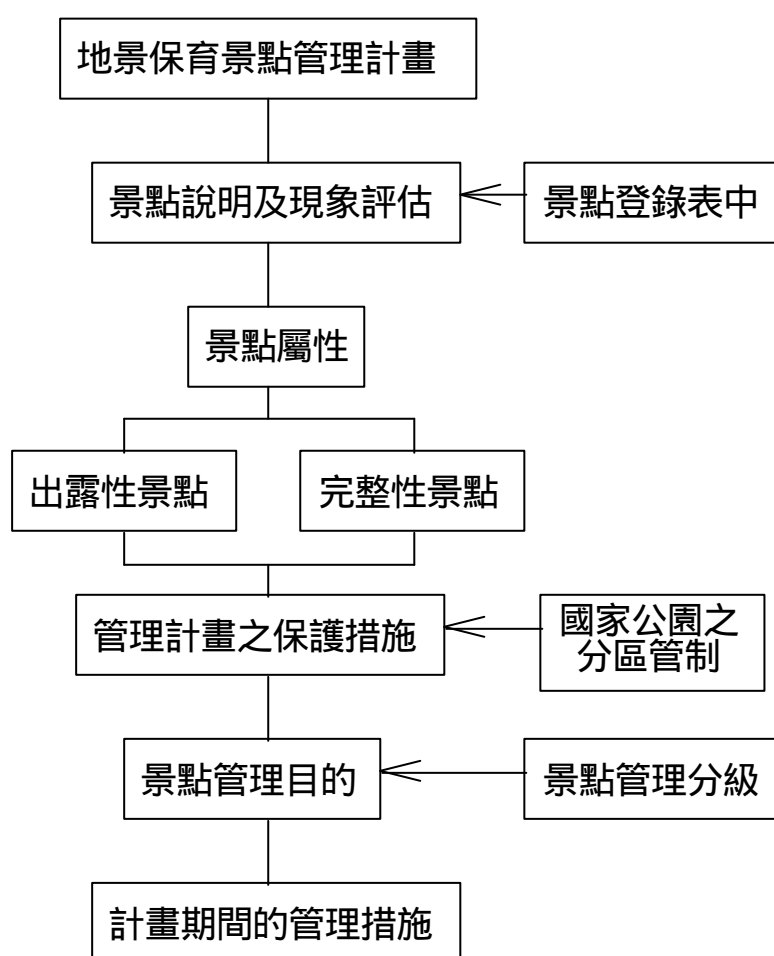 地景保育景點管理計畫
景點說明及現象評估
景點登錄表中
景點屬性
出露性景點
完整性景點
管理計畫之保護措施
國家公園之
分區管制
景點管理目的
景點管理分級
計畫期間的管理措施